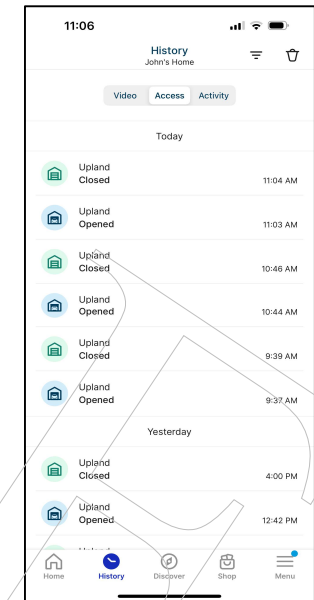 11:06
History
John's Home
Video Access Activity
Today
Upland
Closed
11:04 AM
Upland
Opened
11:03 AM
Upland
Closed
10:46 AM
Upland
Opened
10:44 AM
Upland
Closed
9:39 AM
Upland
Opened
9:37 AM
Yesterday
Upland
Closed
4:00 PM
Upland
Opened
12:42 PM
Home History Discover Shop Menu